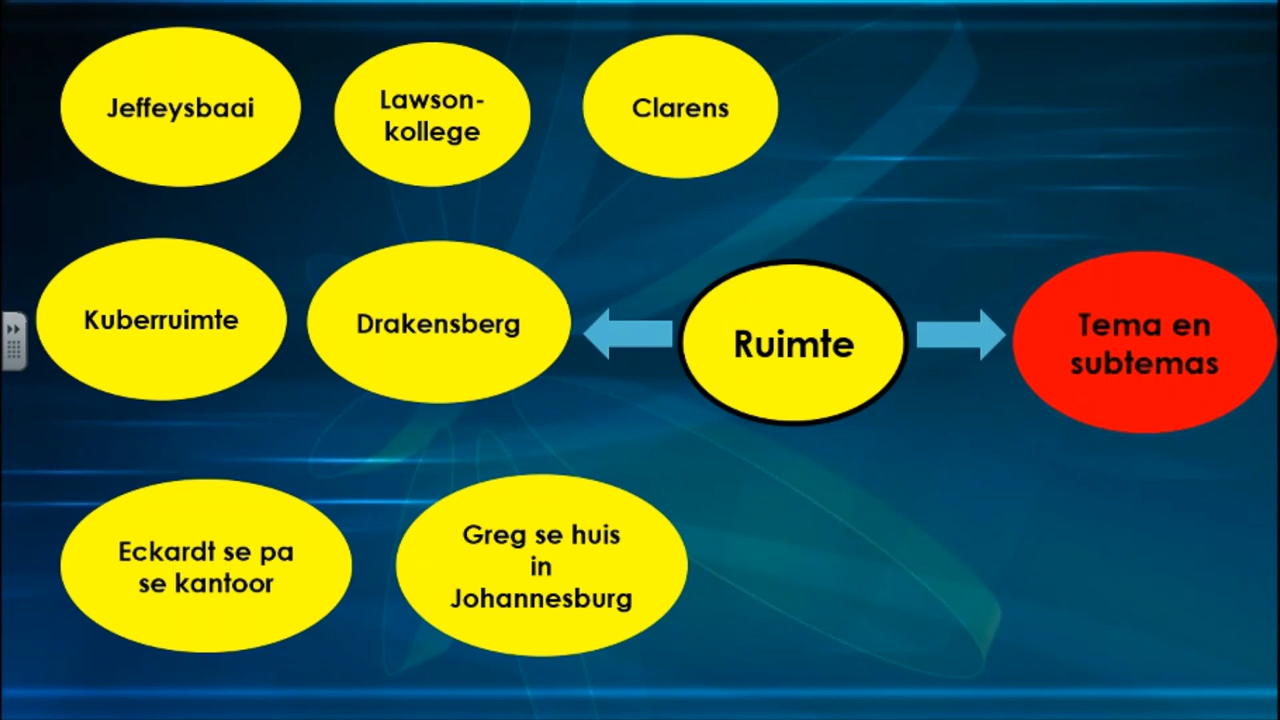 Jeffeysbaai
Lawson-
kollege
Clarens
Kuberruimte
Drakensberg
Ruimte
Tema en
subtemas
Eckardt se pa
se kantoor
Greg se huis
in
Johannesburg